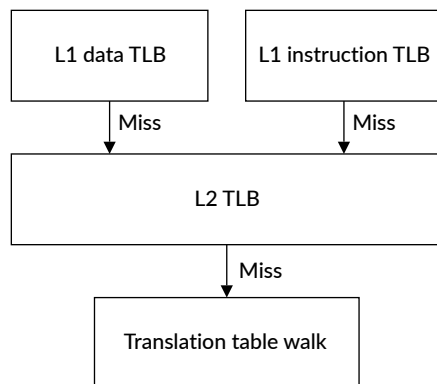 L1 data TLB
L1 instruction TLB
Miss
Miss
L2 TLB
Miss
Translation table walk